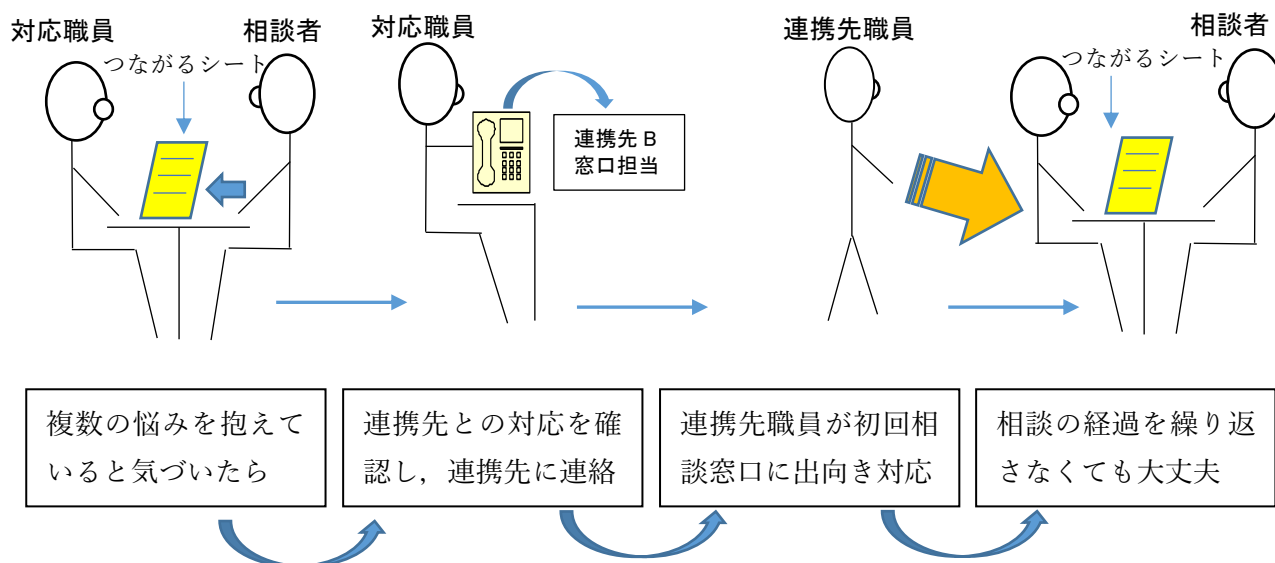 対応職員
相談者
つながるシート
対応職員
連携先B
窓口担当
連携先職員
相談者
つながるシート
複数の悩みを抱えて
いると気づいたら
連携先との対応を確
認し，連携先に連絡
連携先職員が初回相
談窓口に出向き対応
相談の経過を繰り返
さなくても大丈夫